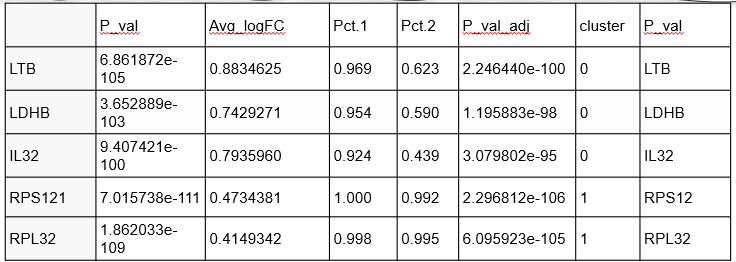 P_val Avg_logFC Pct.1 Pct.2 P_val_adj cluster P_val
LTB 6.861872e-105 0.8834625 0.969 0.623 2.246440e-100 0 LTB
LDHB 3.652889e-103 0.7429271 0.954 0.590 1.195883e-98 0 LDHB
IL32 9.407421e-100 0.7935960 0.924 0.439 3.079802e-95 0 IL32
RPS121 7.015738e-111 0.4734381 1.000 0.992 2.296812e-106 1 RPS12
RPL32 1.862033e-109 0.4149342 0.998 0.995 6.095923e-105 1 RPL32